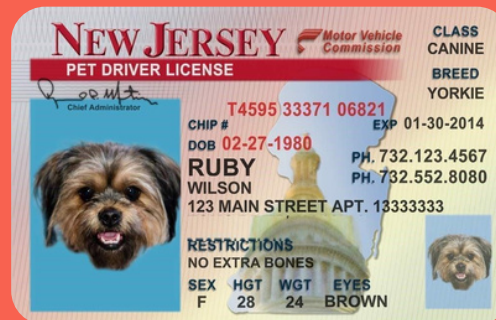 NEW JERSEY
Motor Vehicle
Commission
CLASS
CANINE
PET DRIVER LICENSE
BREED
YORKIE
Chief Administrator
T4595 33371 06821
CHIP #
EXP 01-30-2014
DOB 02-27-1980
PH. 732.123.4567
RUBY
PH. 732.552.8080
WILSON
123 MAIN STREET APT. 13333333
RESTRICTIONS
NO EXTRA BONES
SEX HGT WGT EYES
F 28 24 BROWN